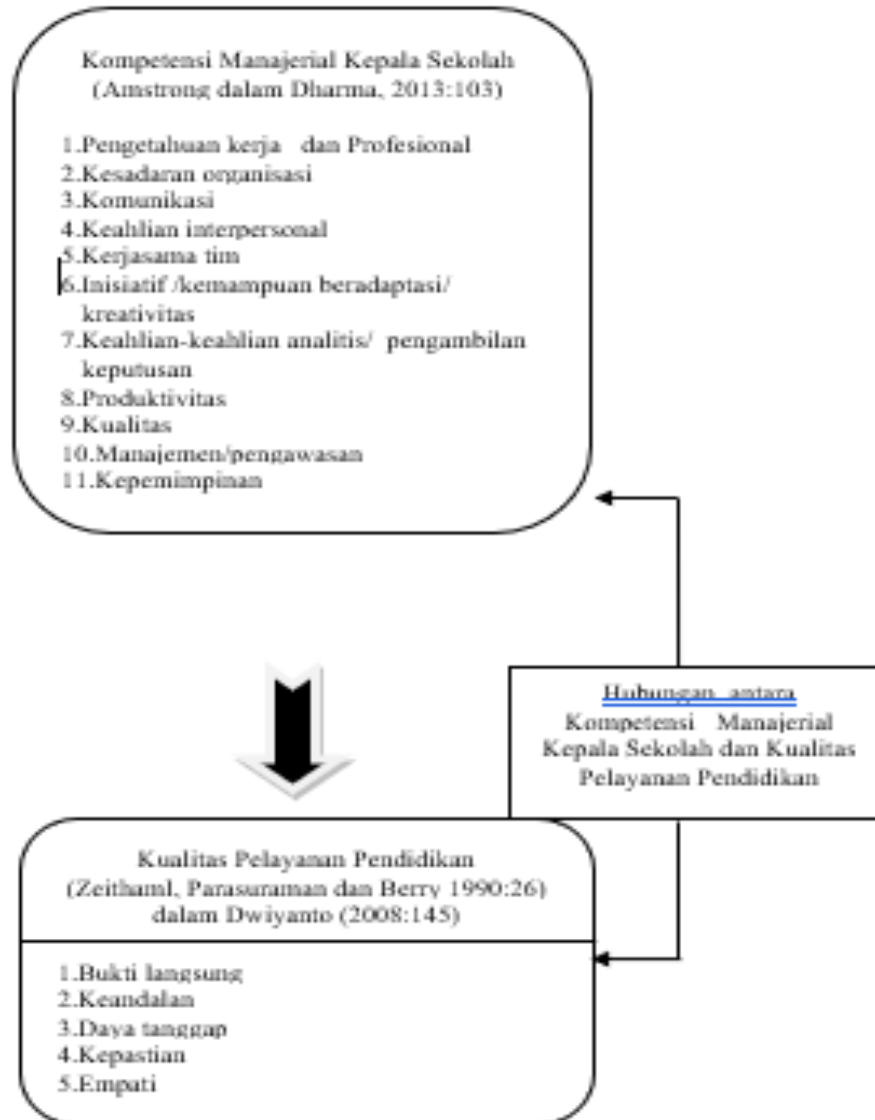 Kompetensi Manajerial Kepala Sekolah
(Amstrong dalam Dharma, 2013:103)
1.Pengetahuan kerja dan Profesional
2.Kesadaran organisasi
3.Komunikasi
4.Keahlian interpersonal
5.Kerjasama tim
6.Inisiatif /kemampuan beradaptasi/
kreativitas
7.Keahlian-keahlian analitis/ pengambilan
keputusan
8.Produktivitas
9.Kualitas
10.Manajemen/pengawasan
11.Kepemimpinan
Hubungan antara
Kompetensi Manajerial
Kepala Sekolah dan Kualitas
Pelayanan Pendidikan
Kualitas Pelayanan Pendidikan
(Zeithaml, Parasuraman dan Berry 1990:26)
dalam Dwiyanto (2008:145)
1.Bukti langsung
2.Keandalan
3.Daya tanggap
4.Kepastian
5.Empati